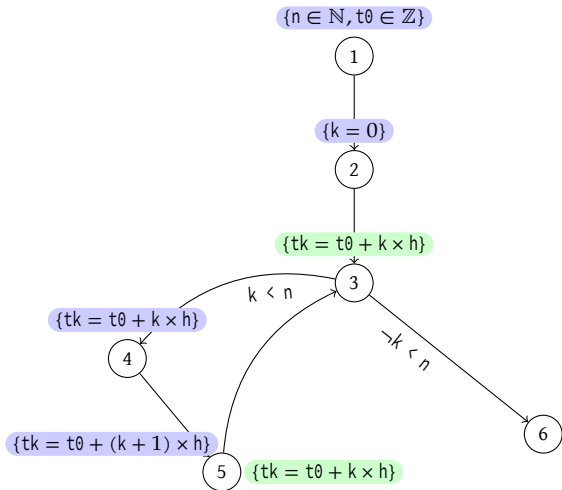 {n ∈ ℕ, t0 ∈ ℤ}
1
{k = 0}
2
{tk = t0 + k × h}
3
k < n
{tk = t0 + k × h}
¬k < n
4
6
{tk = t0 + (k + 1) × h}
5
{tk = t0 + k × h}